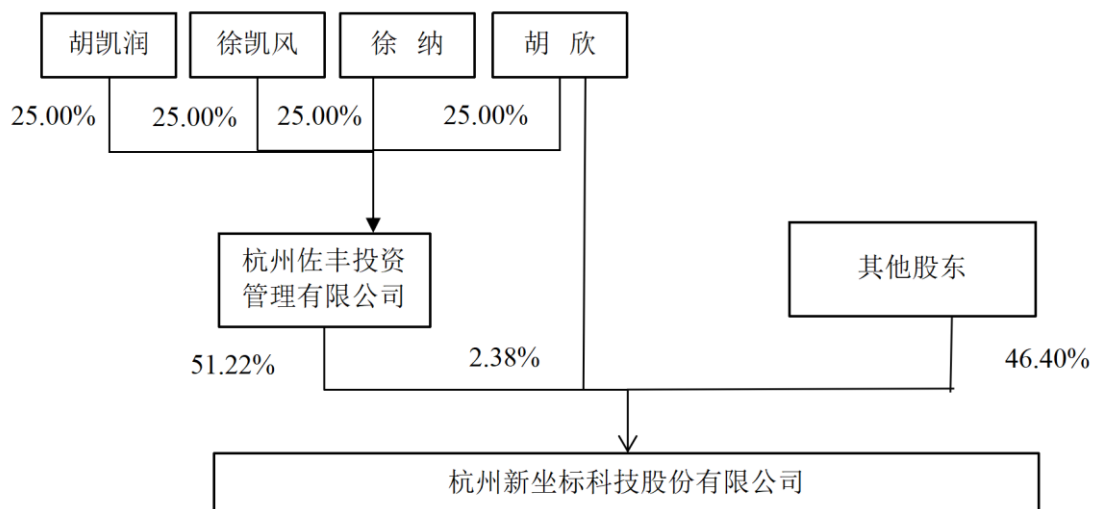 胡凯润
徐凯风
徐 纳
胡 欣
25.00%
25.00%
25.00%
25.00%
杭州佐丰投资
管理有限公司
其他股东
51.22%
2.38%
46.40%
杭州新坐标科技股份有限公司